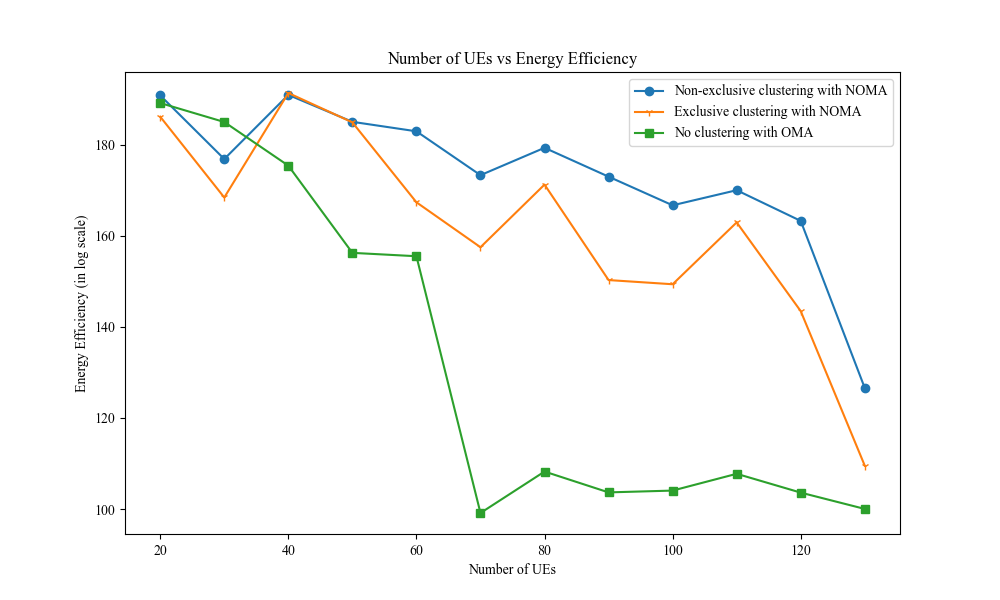 Number of UEs vs Energy Efficiency
Non-exclusive clustering with NOMA
Exclusive clustering with NOMA
No clustering with OMA
Energy Efficiency (in log scale)
180
160
140
120
100
20 40 60 80 100 120
Number of UEs